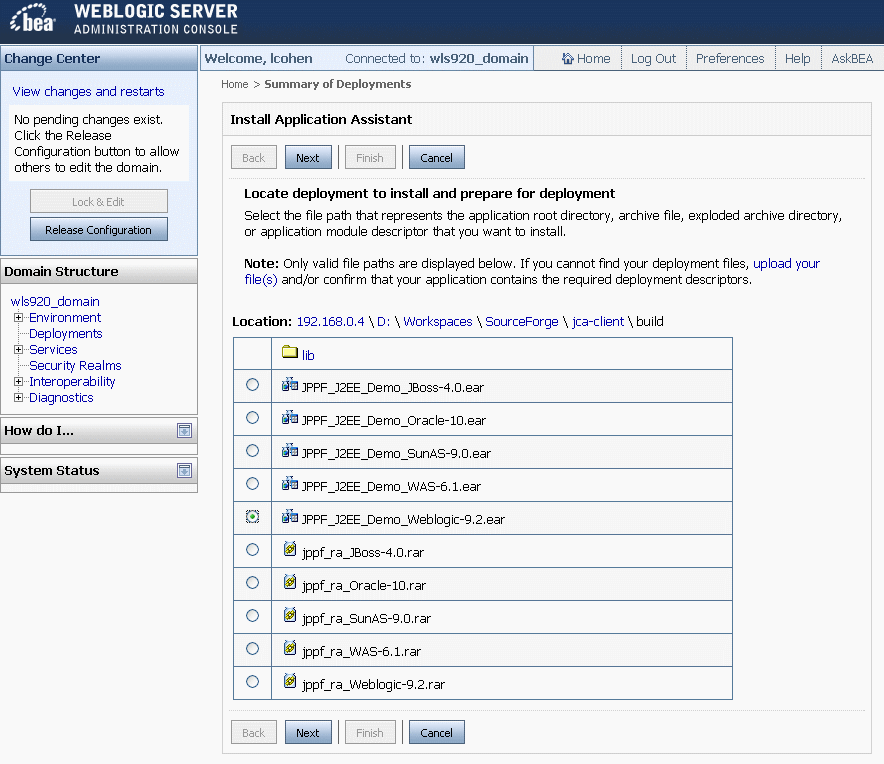 bea WEBLOGIC SERVER
ADMINISTRATION CONSOLE
Change Center
View changes and restarts
No pending changes exist.
Click the Release
Configuration button to allow
others to edit the domain.
Lock & Edit
Release Configuration
Domain Structure
wls920_domain
Environment
Deployments
Services
Security Realms
Interoperability
Diagnostics
How do I...
System Status
Welcome, lcohen Connected to: wls920_domain Home Log Out Preferences Help AskBEA
Home > Summary of Deployments
Install Application Assistant
Back Next Finish Cancel
Locate deployment to install and prepare for deployment
Select the file path that represents the application root directory, archive file, exploded archive directory,
or application module descriptor that you want to install.
Note: Only valid file paths are displayed below. If you cannot find your deployment files, upload your
file(s) and/or confirm that your application contains the required deployment descriptors.
Location: 192.168.0.4 \ D: \ Workspaces \ SourceForge \ jca-client \ build
lib
JPPF_J2EE_Demo_JBoss-4.0.ear
JPPF_J2EE_Demo_Oracle-10.ear
JPPF_J2EE_Demo_SunAS-9.0.ear
JPPF_J2EE_Demo_WAS-6.1.ear
JPPF_J2EE_Demo_Weblogic-9.2.ear
jppf_ra_JBoss-4.0.rar
jppf_ra_Oracle-10.rar
jppf_ra_SunAS-9.0.rar
jppf_ra_WAS-6.1.rar
jppf_ra_Weblogic-9.2.rar
Back Next Finish Cancel